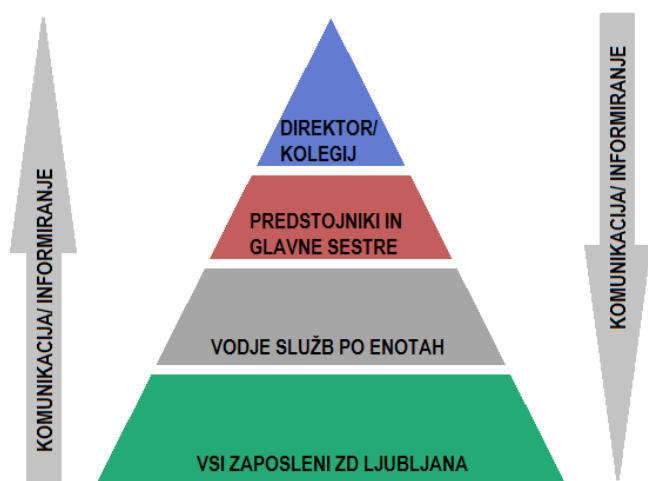 KOMUNIKACIJA/ INFORMIRANJE
DIREKTOR/
KOLEGIJ
PREDSTOJNIKI IN
GLAVNE SESTRE
VODJE SLUŽB PO ENOTAH
VSI ZAPOSLENI ZD LJUBLJANA
KOMUNIKACIJA/ INFORMIRANJE